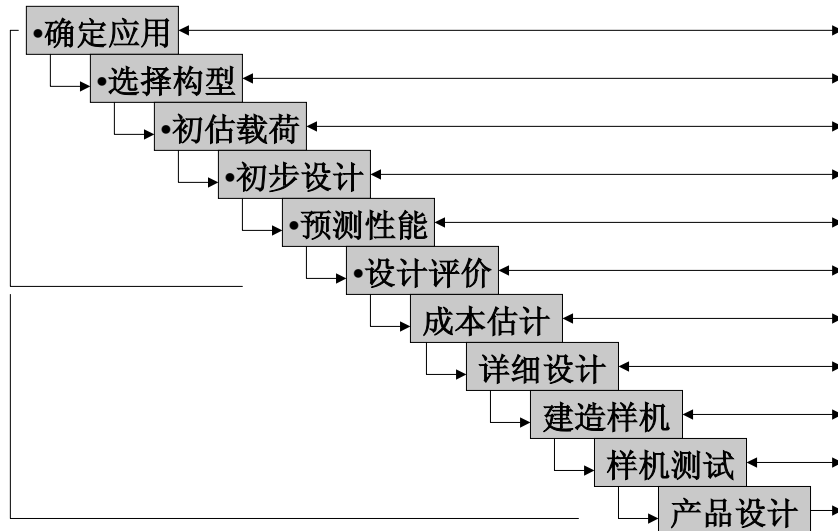 •确定应用
•选择构型
•初估载荷
•初步设计
•预测性能
•设计评价
成本估计
详细设计
建造样机
样机测试
产品设计